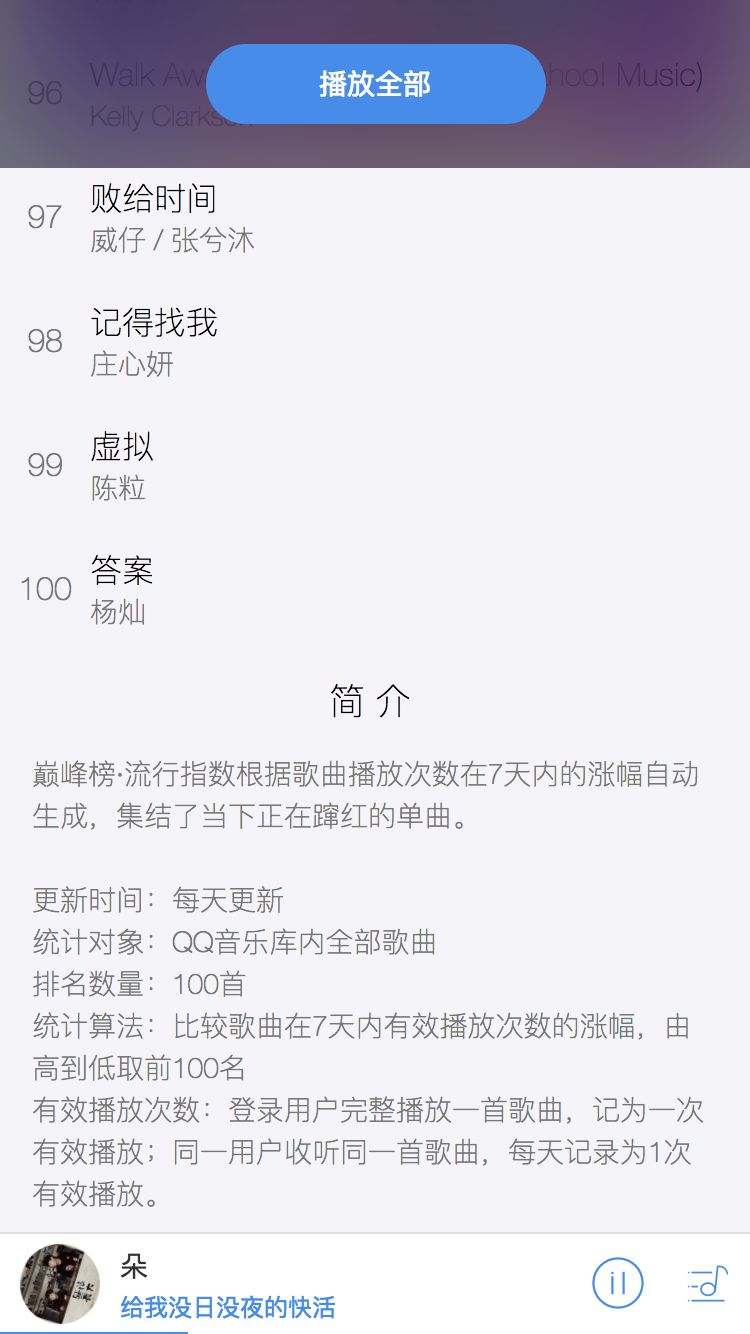 播放全部
96
Walk Aw
hoo! Music)
Kelly Clarkson
97
败给时间
威仔 / 张兮沐
98
记得找我
庄心妍
99
虚拟
陈粒
100
答案
杨灿
简 介
巅峰榜·流行指数根据歌曲播放次数在7天内的涨幅自动
生成，集结了当下正在蹿红的单曲。
更新时间：每天更新
统计对象：QQ音乐库内全部歌曲
排名数量：100首
统计算法：比较歌曲在7天内有效播放次数的涨幅，由
高到低取前100名
有效播放次数：登录用户完整播放一首歌曲，记为一次
有效播放；同一用户收听同一首歌曲，每天记录为1次
有效播放。
朵
给我没日没夜的快活